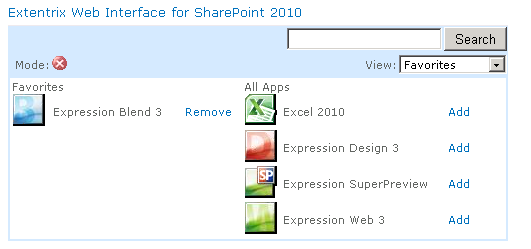 Extentrix Web Interface for SharePoint 2010
Search
Mode:
View: Favorites
Favorites
Expression Blend 3 Remove
All Apps
Excel 2010 Add
Expression Design 3 Add
Expression SuperPreview Add
Expression Web 3 Add